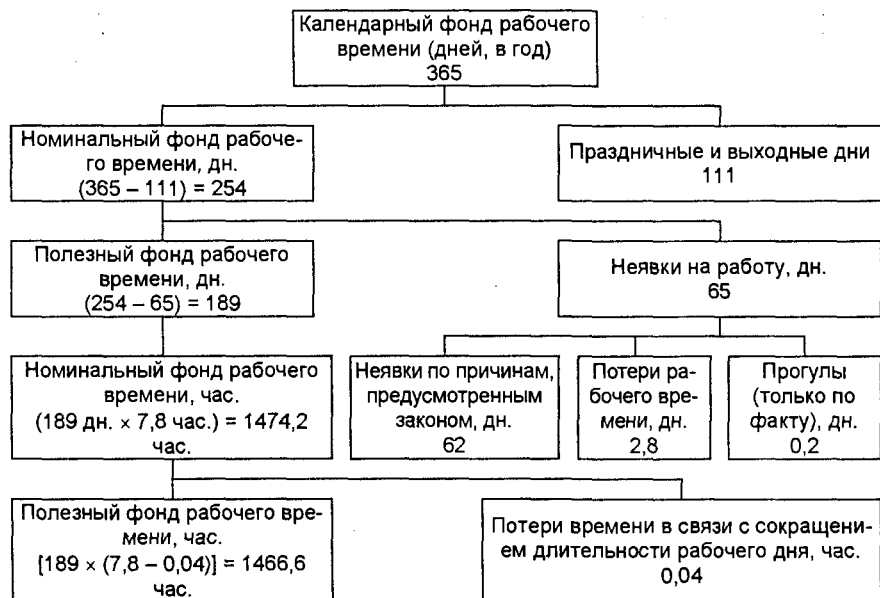 Календарный фонд рабочего
времени (дней, в год)
365
Номинальный фонд рабоче-
го времени, дн.
(365 – 111) = 254
Праздничные и выходные дни
111
Полезный фонд рабочего
времени, дн.
(254 – 65) = 189
Неявки на работу, дн.
65
Номинальный фонд рабочего
времени, час.
(189 дн. × 7,8 час.) = 1474,2
час.
Неявки по причинам,
предусмотренным
законом, дн.
62
Потери ра-
бочего вре-
мени, дн.
2,8
Прогулы
(только по
факту), дн.
0,2
Полезный фонд рабочего вре-
мени, час.
[189 × (7,8 – 0,04)] = 1466,6
час.
Потери времени в связи с сокращени-
ем длительности рабочего дня, час.
0,04